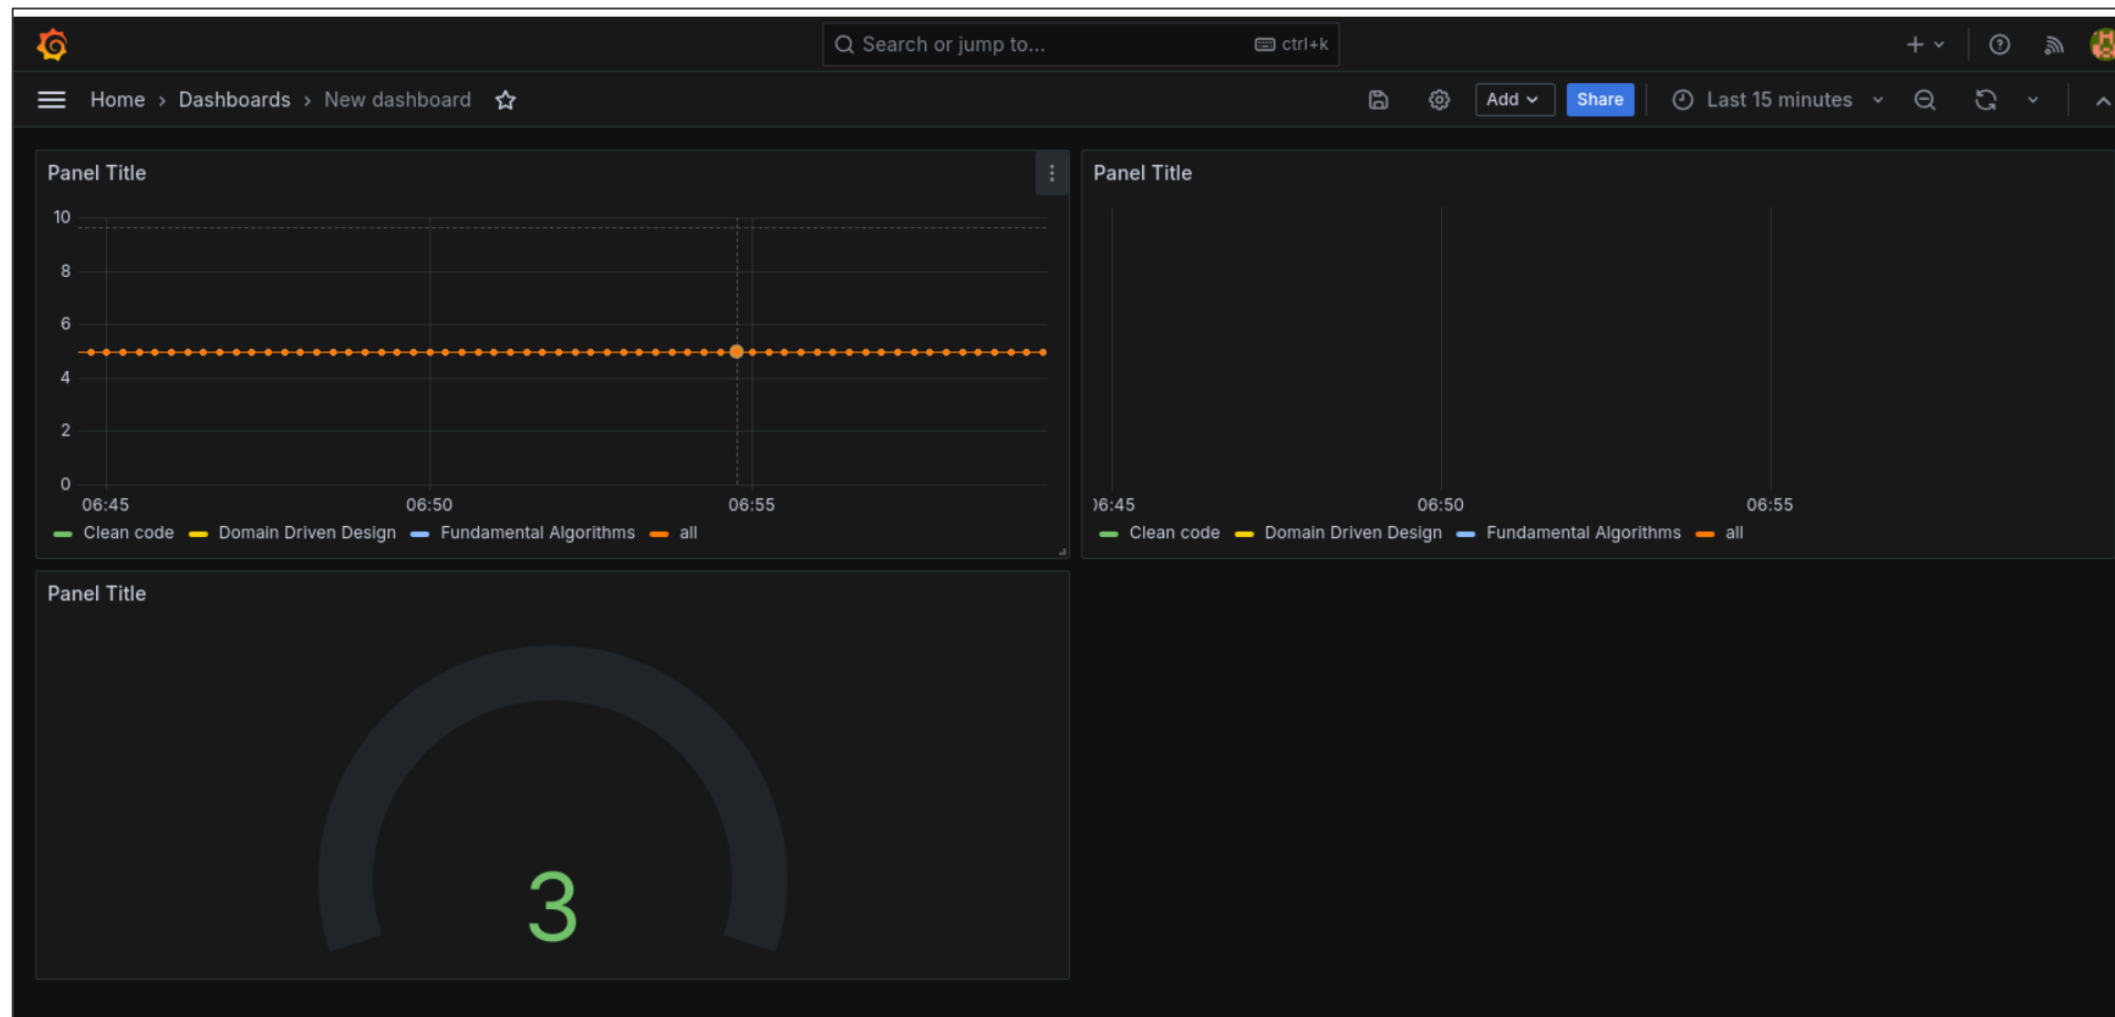 Search or jump to... ctrl+k
Home › Dashboards › New dashboard
Add Share Last 15 minutes
Panel Title
10
8
6
4
2
0
06:45 06:50 06:55
Clean code Domain Driven Design Fundamental Algorithms all
Panel Title
06:45 06:50 06:55
Clean code Domain Driven Design Fundamental Algorithms all
Panel Title
3